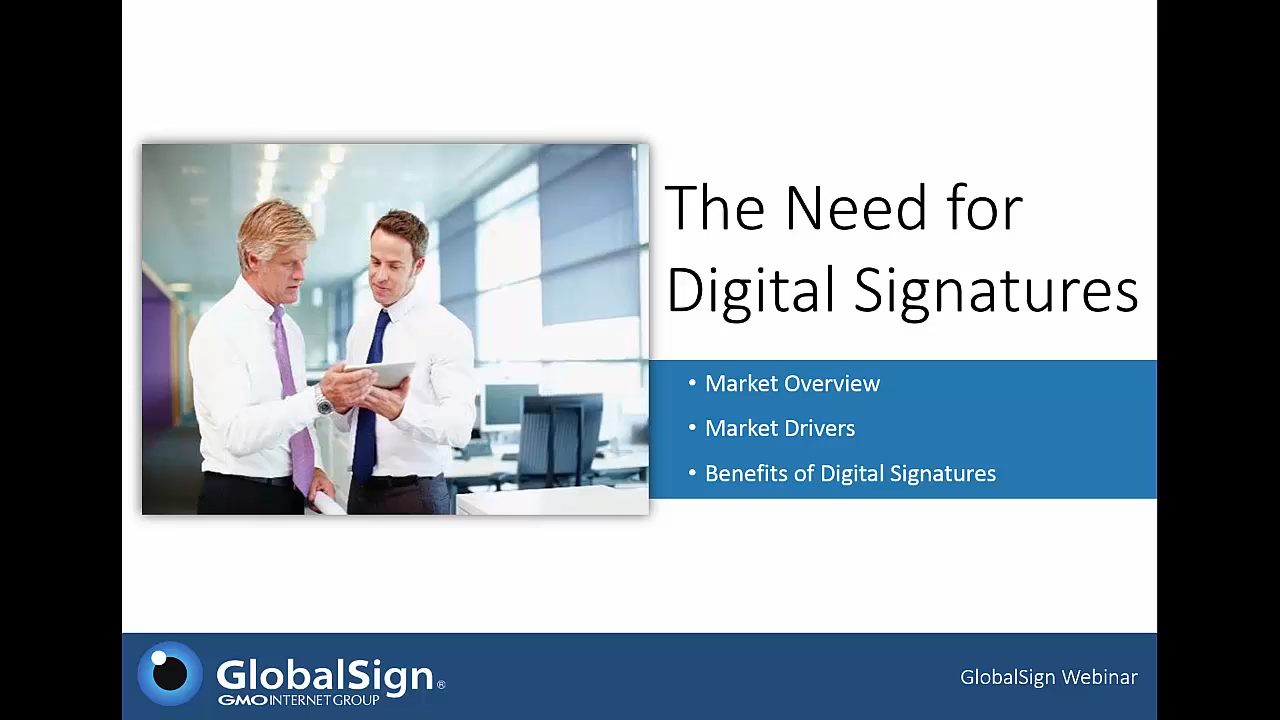 The Need for
Digital Signatures
• Market Overview
• Market Drivers
• Benefits of Digital Signatures
GlobalSign®
GMO INTERNET GROUP
GlobalSign Webinar